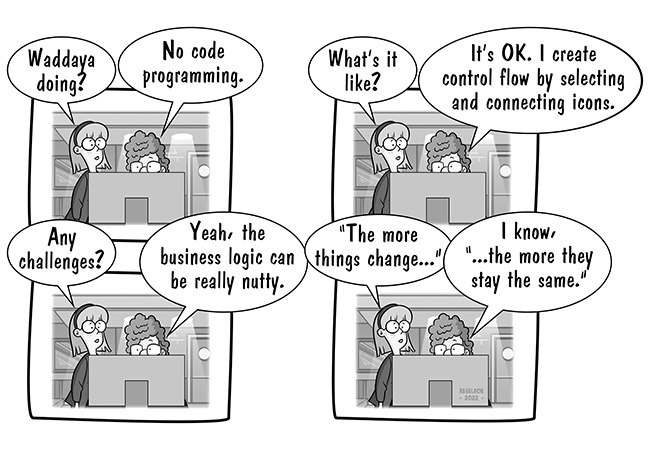 Waddaya
doing?
No code
programming.
What's it
like?
It's OK. I create
control flow by selecting
and connecting icons.
Any
challenges?
Yeah, the
business logic can
be really nutty.
"The more
things change..."
I know,
"...the more they
stay the same."
REGELBOB
- 2022 -